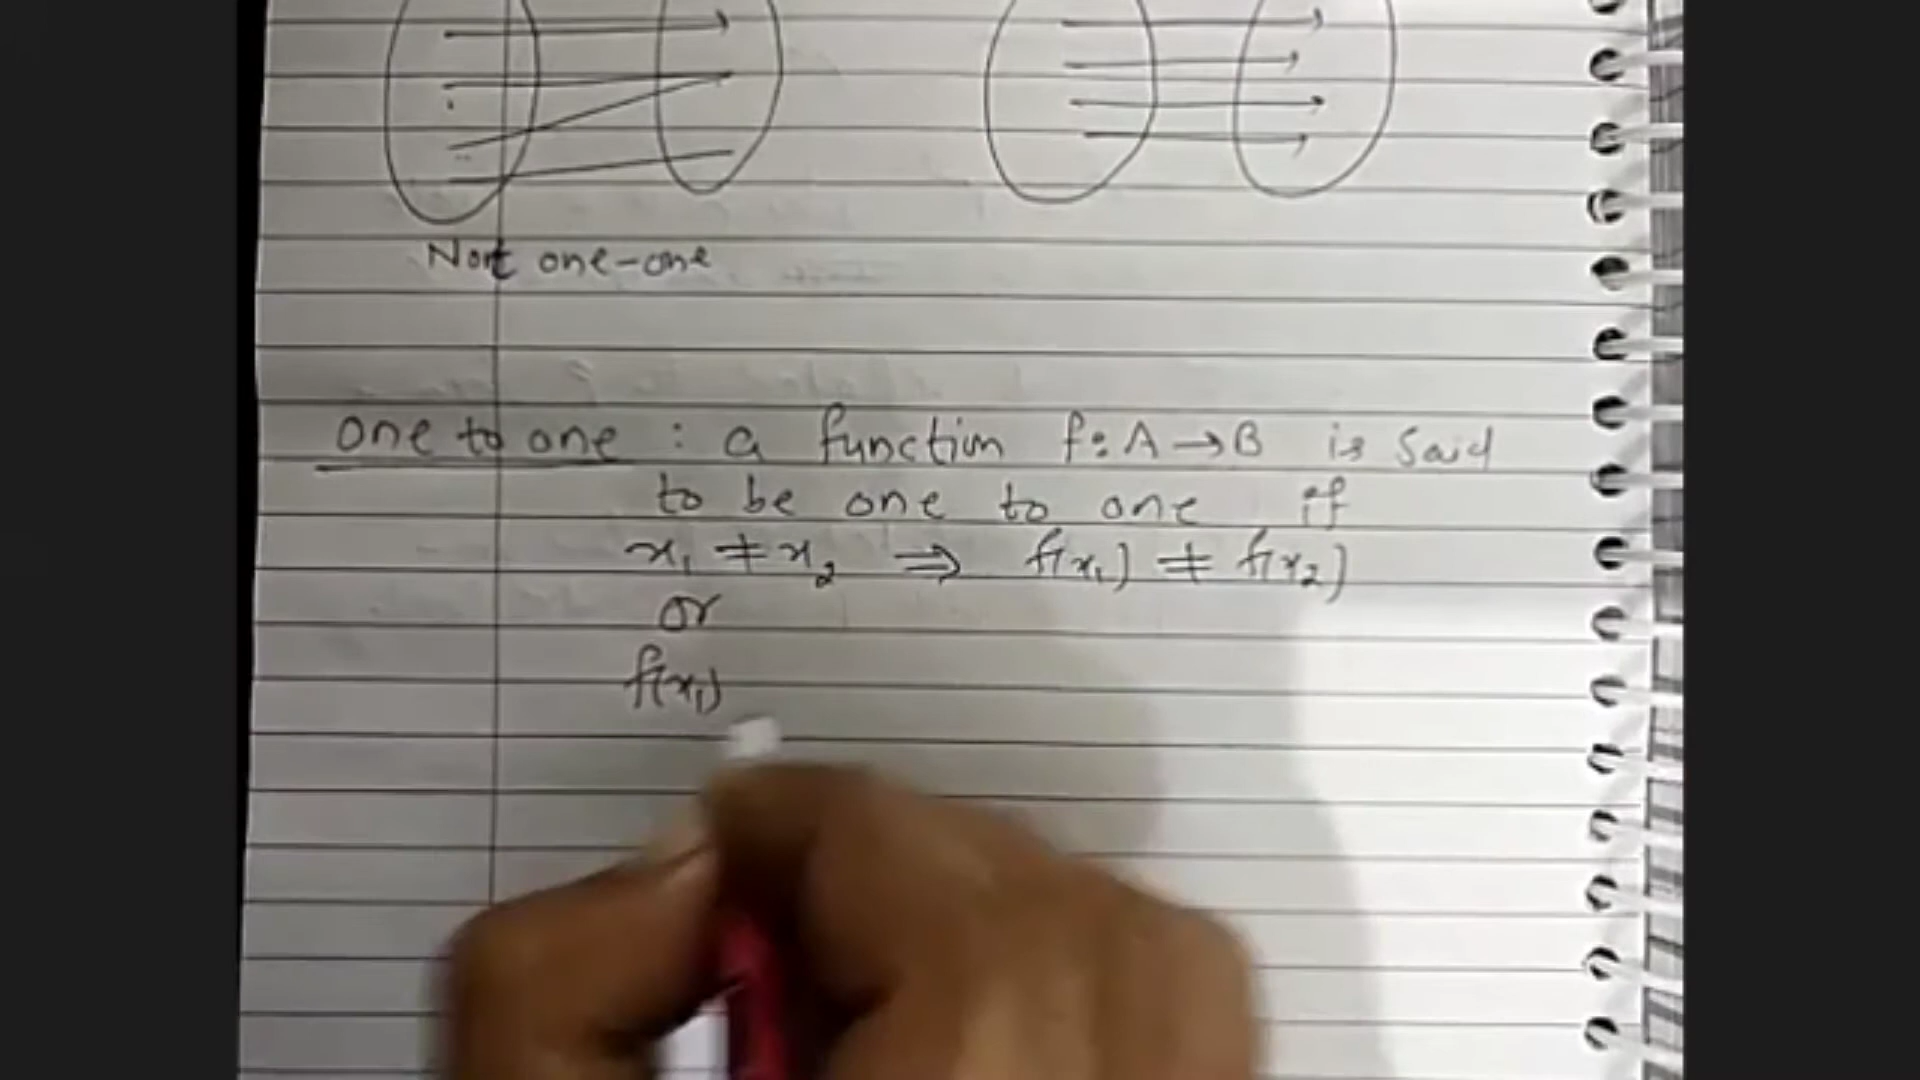 Not one-one
one to one : a function f: A → B is said
to be one to one if
x₁ ≠ x₂ ⇒ f(x₁) ≠ f(x₂)
or
f(x₁)